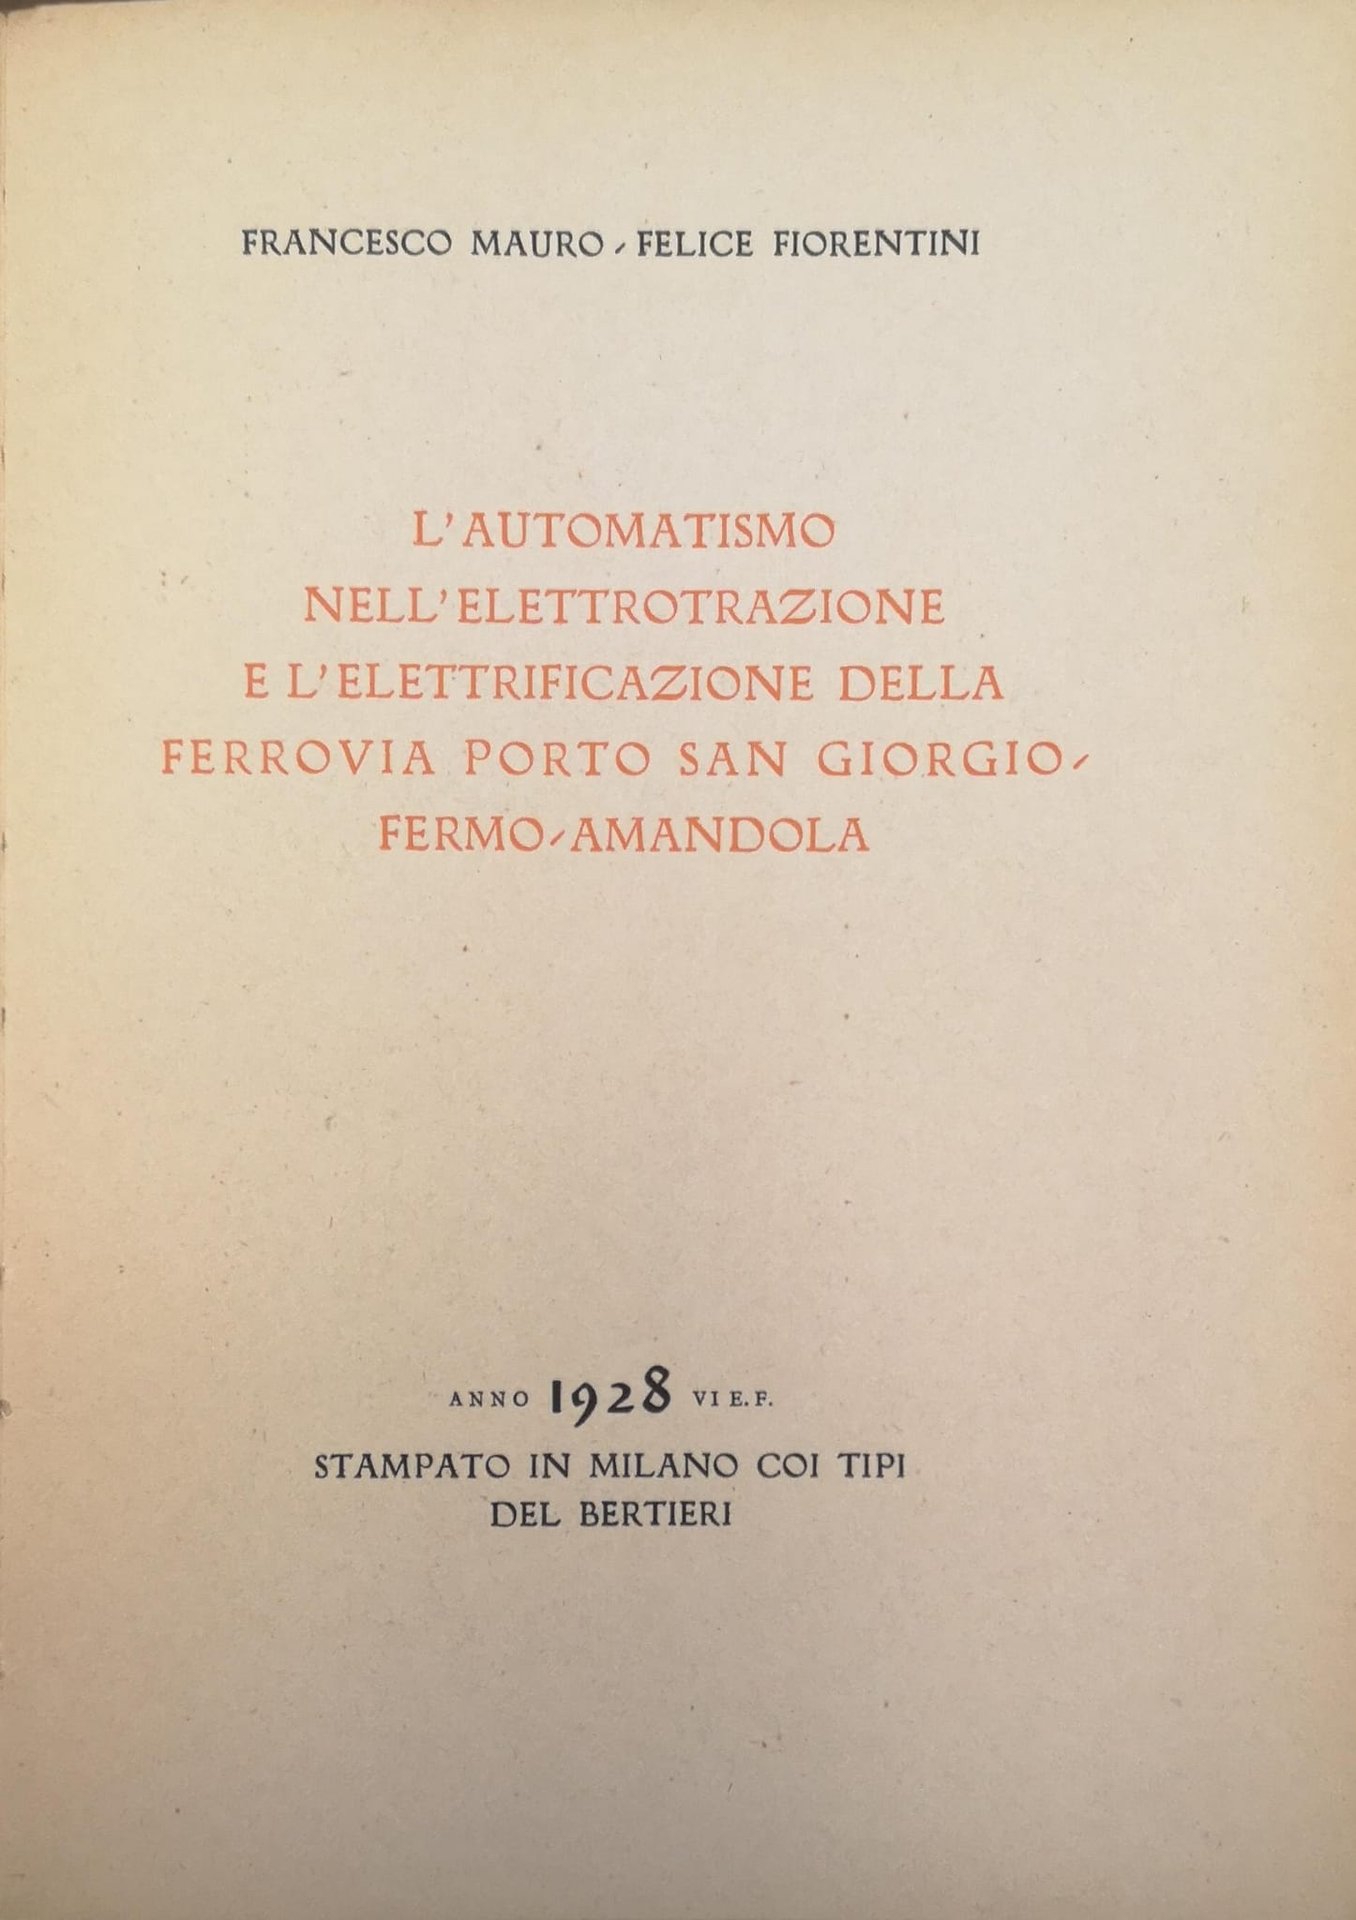 FRANCESCO MAURO - FELICE FIORENTINI
L'AUTOMATISMO
NELL'ELETTROTRAZIONE
E L'ELETTRIFICAZIONE DELLA
FERROVIA PORTO SAN GIORGIO-
FERMO-AMANDOLA
ANNO 1928 VI E. F.
STAMPATO IN MILANO COI TIPI
DEL BERTIERI